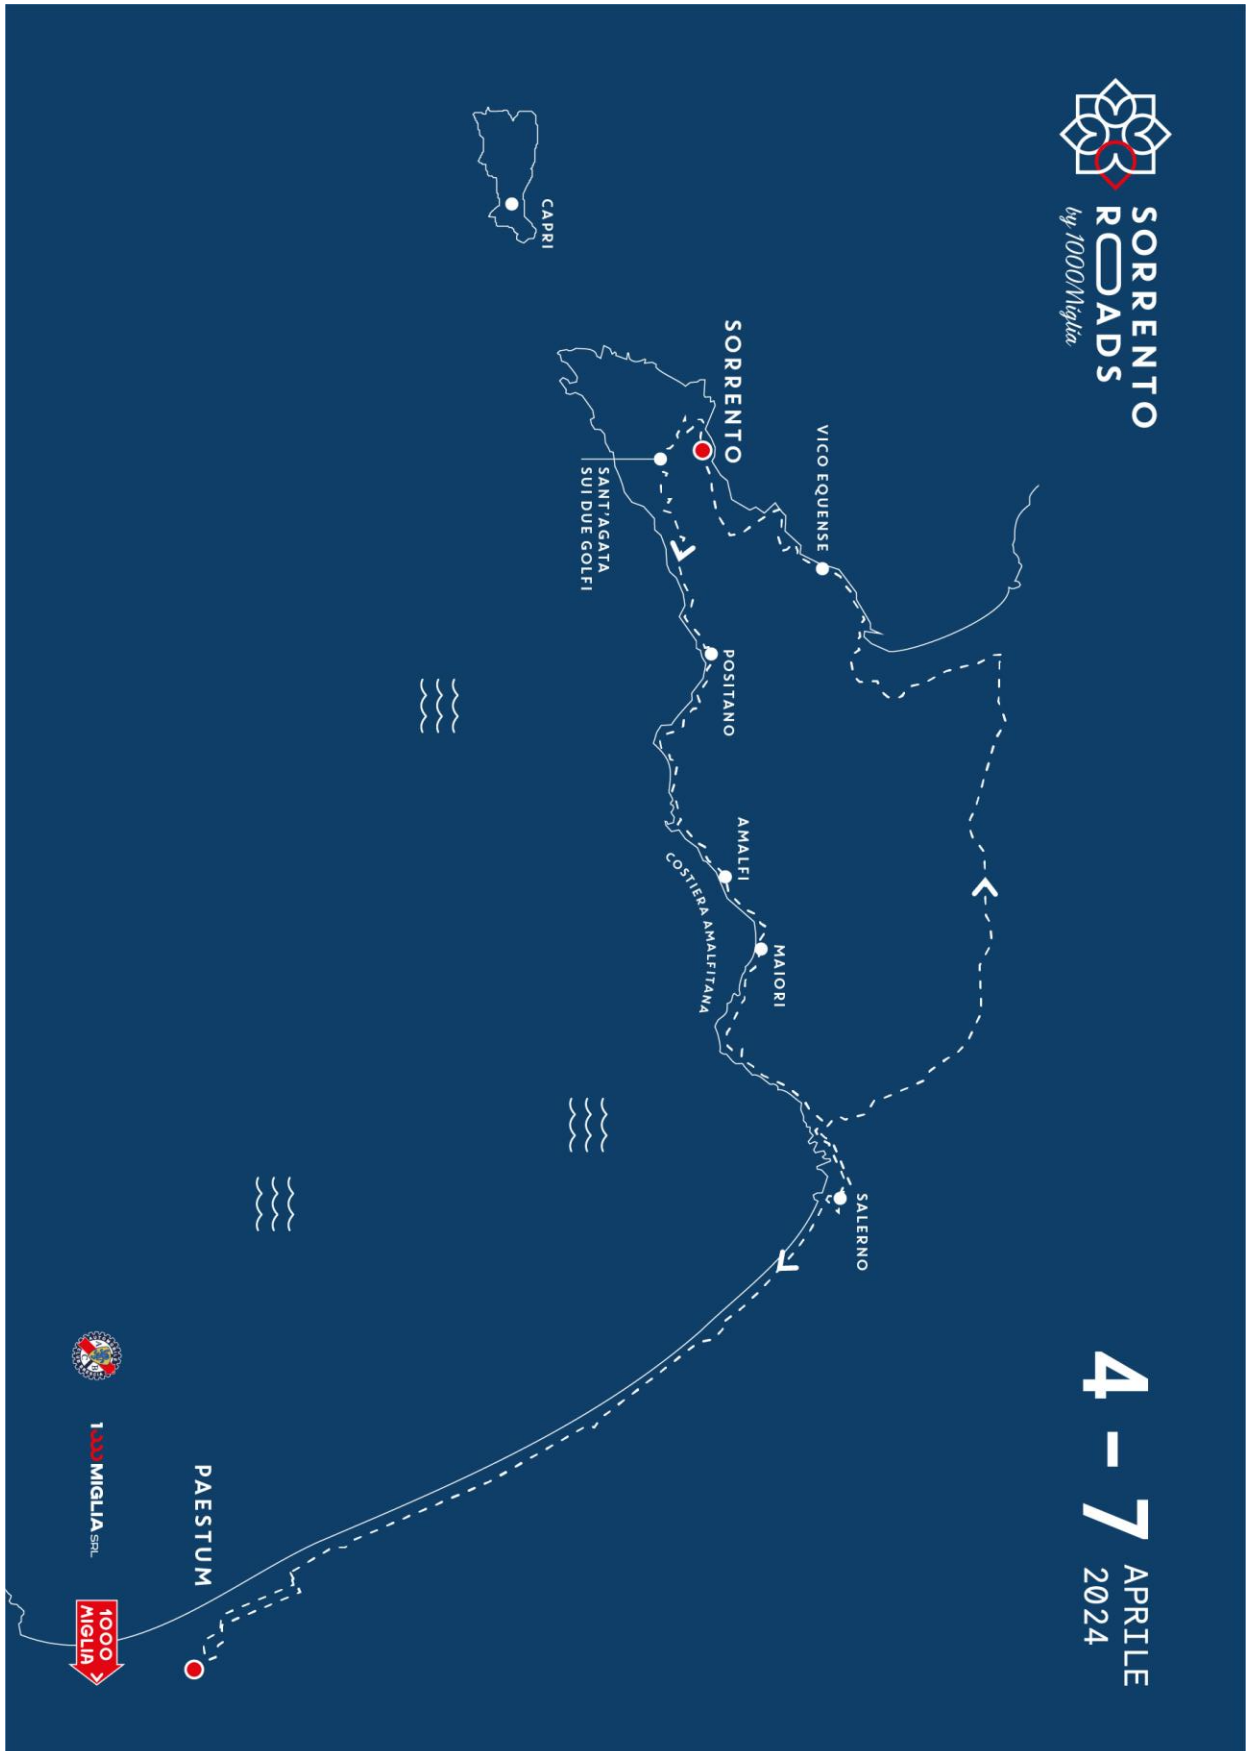 SORRENTO
ROADS
by 1000Miglia
4 - 7 APRILE
2024
CAPRI
SORRENTO
VICO EQUENSE
SANT'AGATA
SUI DUE GOLFI
POSITANO
AMALFI
COSTIERA AMALFITANA
MAIORI
SALERNO
PAESTUM
1000 MIGLIA SRL
1000
MIGLIA